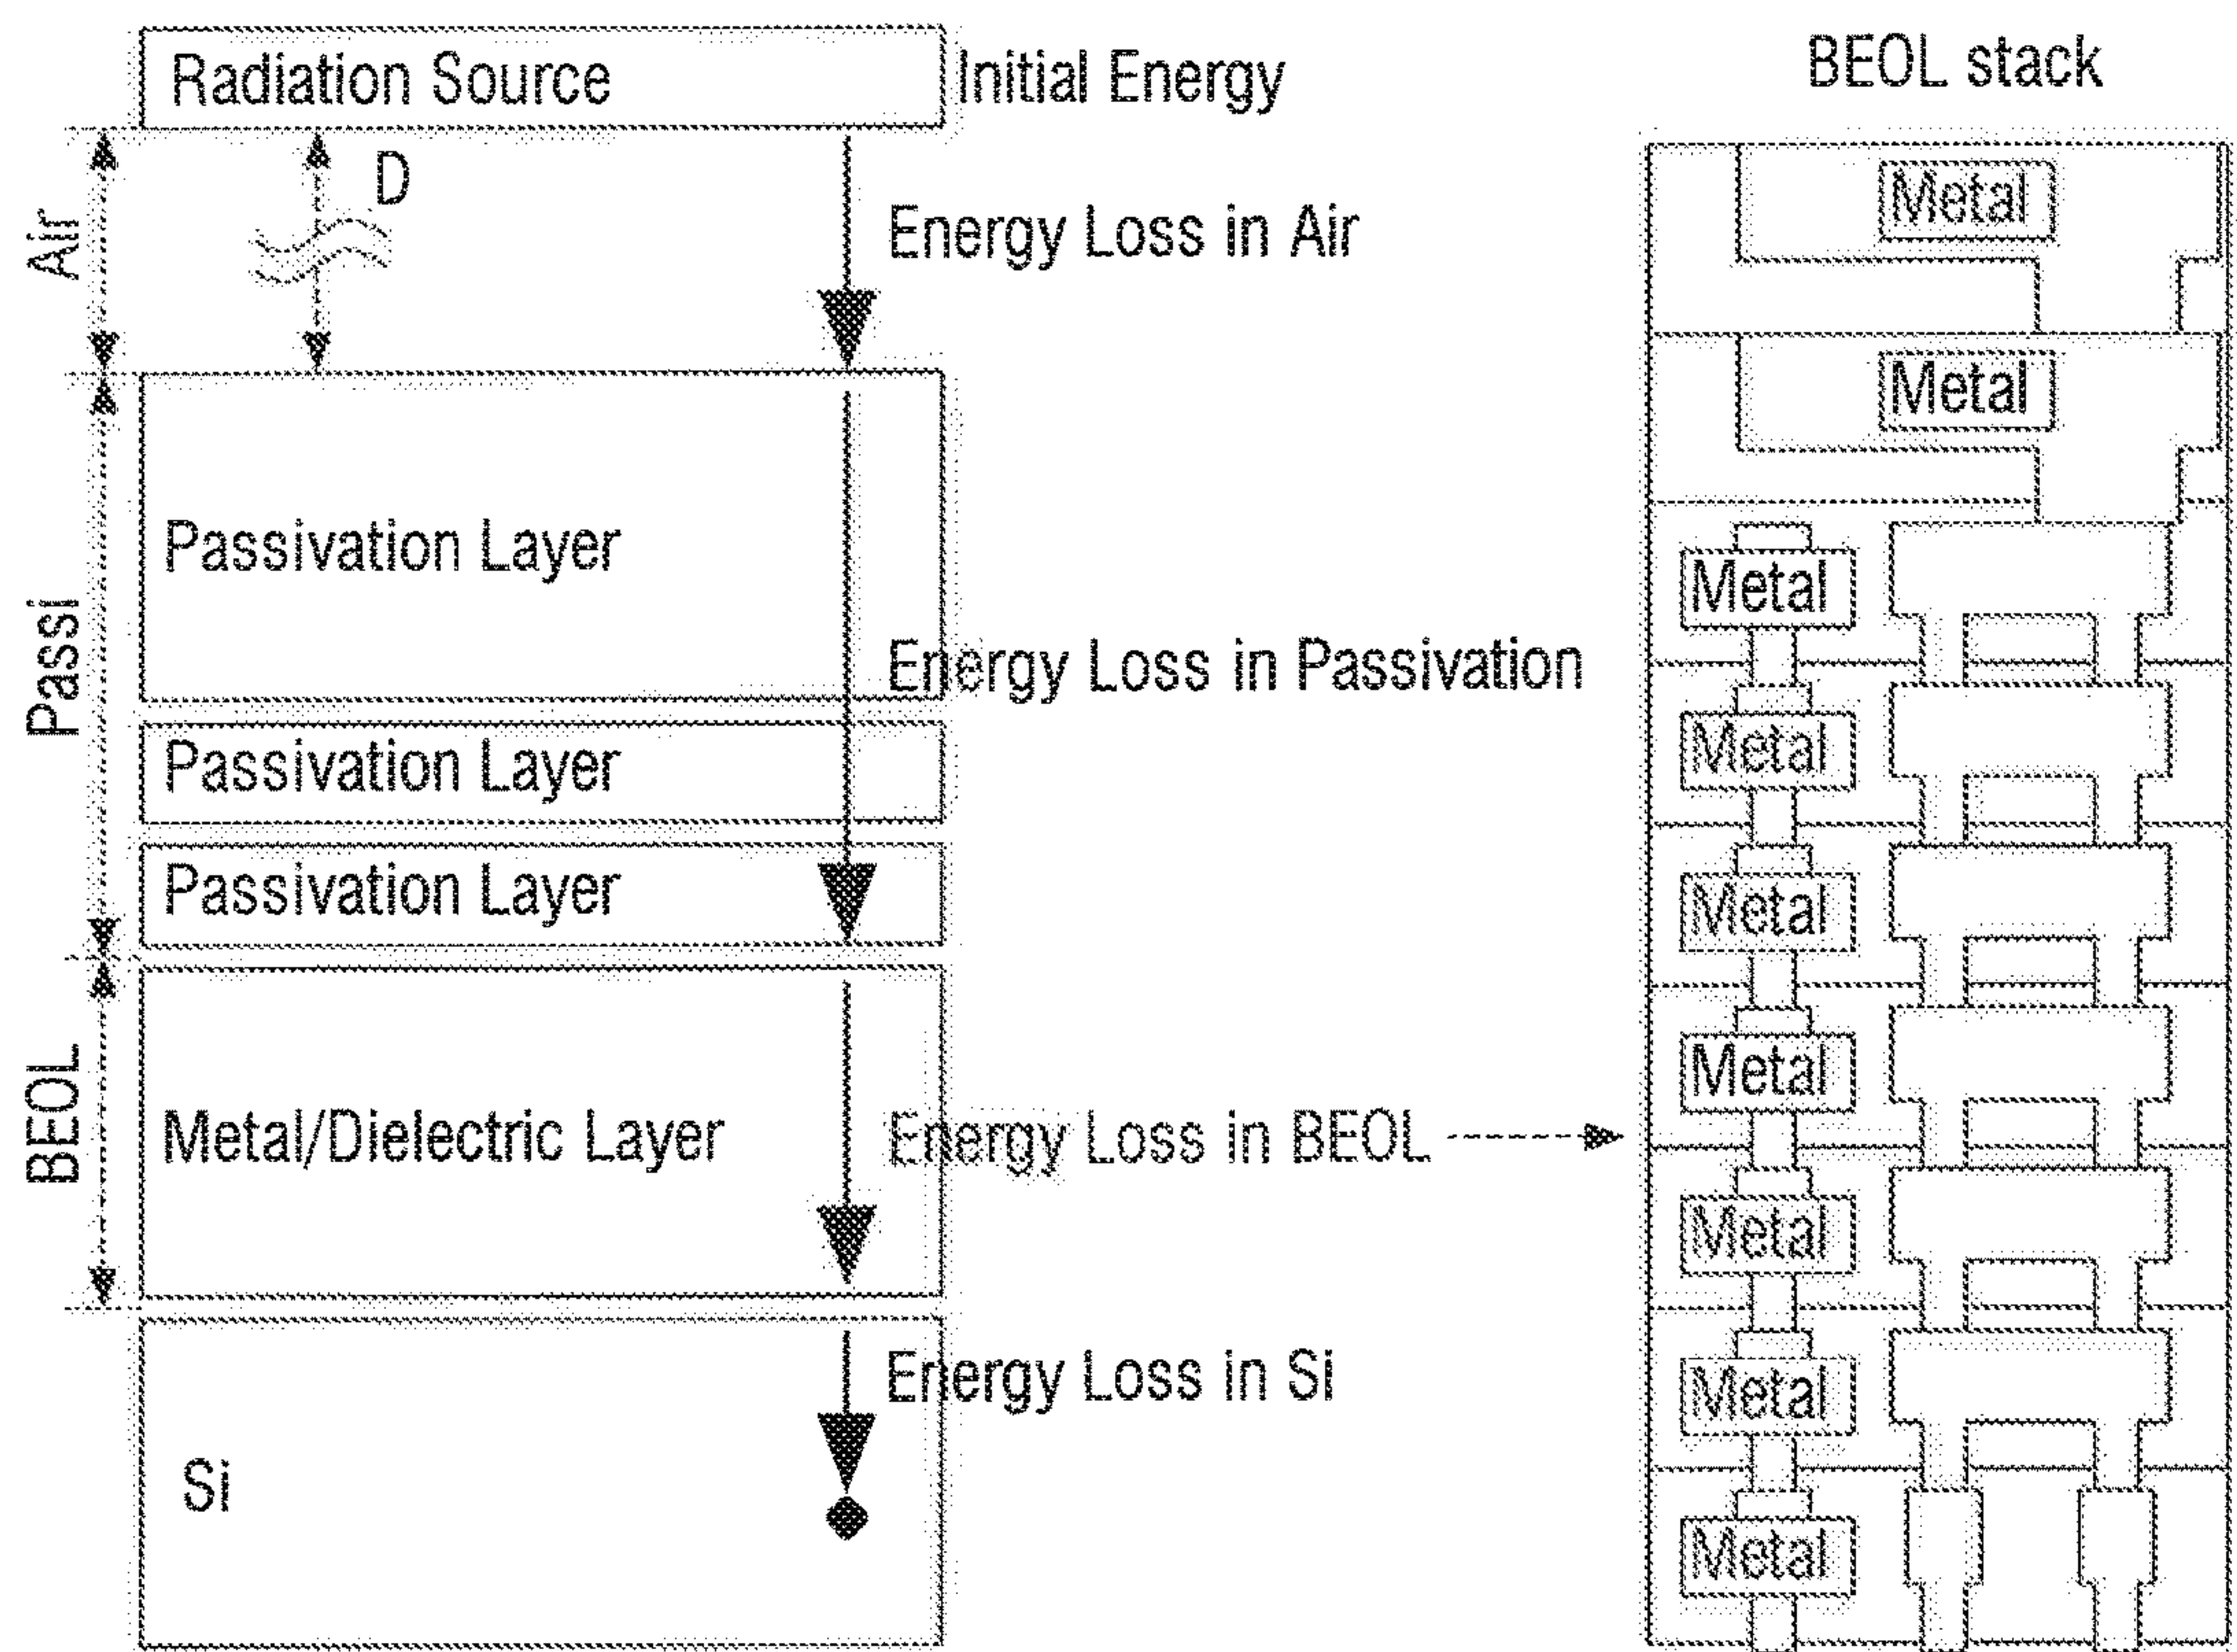 Radiation Source
Initial Energy
BEOL stack
Air
D
Energy Loss in Air
Passi
Passivation Layer
Energy Loss in Passivation
Passivation Layer
Passivation Layer
BEOL
Metal/Dielectric Layer
Energy Loss in BEOL
Si
Energy Loss in Si
Metal
Metal
Metal
Metal
Metal
Metal
Metal
Metal
Metal